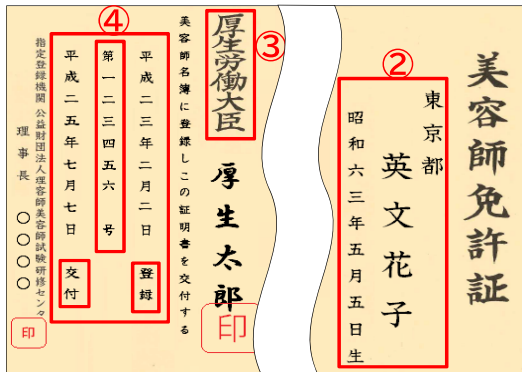 美容師免許証
②
東京都
英文花子
昭和六三年五月五日生
③
厚生労働大臣
厚生太郎
印
美容師名簿に登録しこの証明書を交付する
④
平成二三年二月二日
登録
第一二三四五六 号
平成二五年七月七日
交付
指定登録機関 公益財団法人理容師美容師試験研修センター
理事長 〇〇〇〇
印